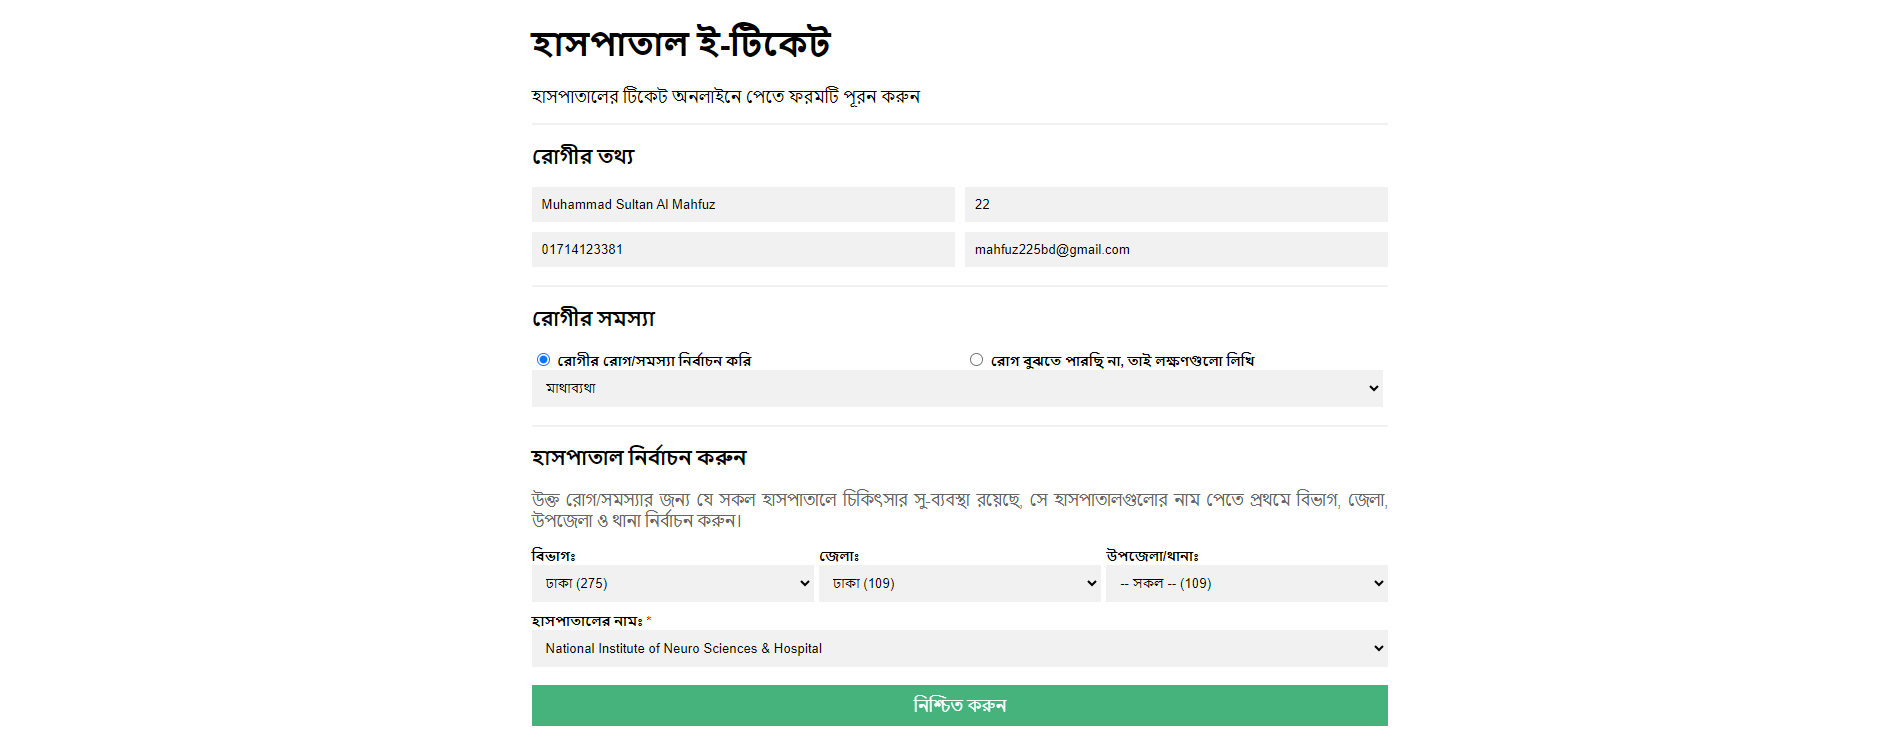 হাসপাতাল ই-টিকেট
হাসপাতালের টিকেট অনলাইনে পেতে ফরমটি পূরন করুন
রোগীর তথ্য
Muhammad Sultan Al Mahfuz
22
01714123381
mahfuz225bd@gmail.com
রোগীর সমস্যা
রোগীর রোগ/সমস্যা নির্বাচন করি
রোগ বুঝতে পারছি না, তাই লক্ষণগুলো লিখি
মাথাব্যথা
হাসপাতাল নির্বাচন করুন
উক্ত রোগ/সমস্যার জন্য যে সকল হাসপাতালে চিকিৎসার সু-ব্যবস্থা রয়েছে, সে হাসপাতালগুলোর নাম পেতে প্রথমে বিভাগ, জেলা,
উপজেলা ও থানা নির্বাচন করুন।
বিভাগঃ
জেলাঃ
উপজেলা/থানাঃ
ঢাকা (275)
ঢাকা (109)
-- সকল -- (109)
হাসপাতালের নামঃ *
National Institute of Neuro Sciences & Hospital
নিশ্চিত করুন